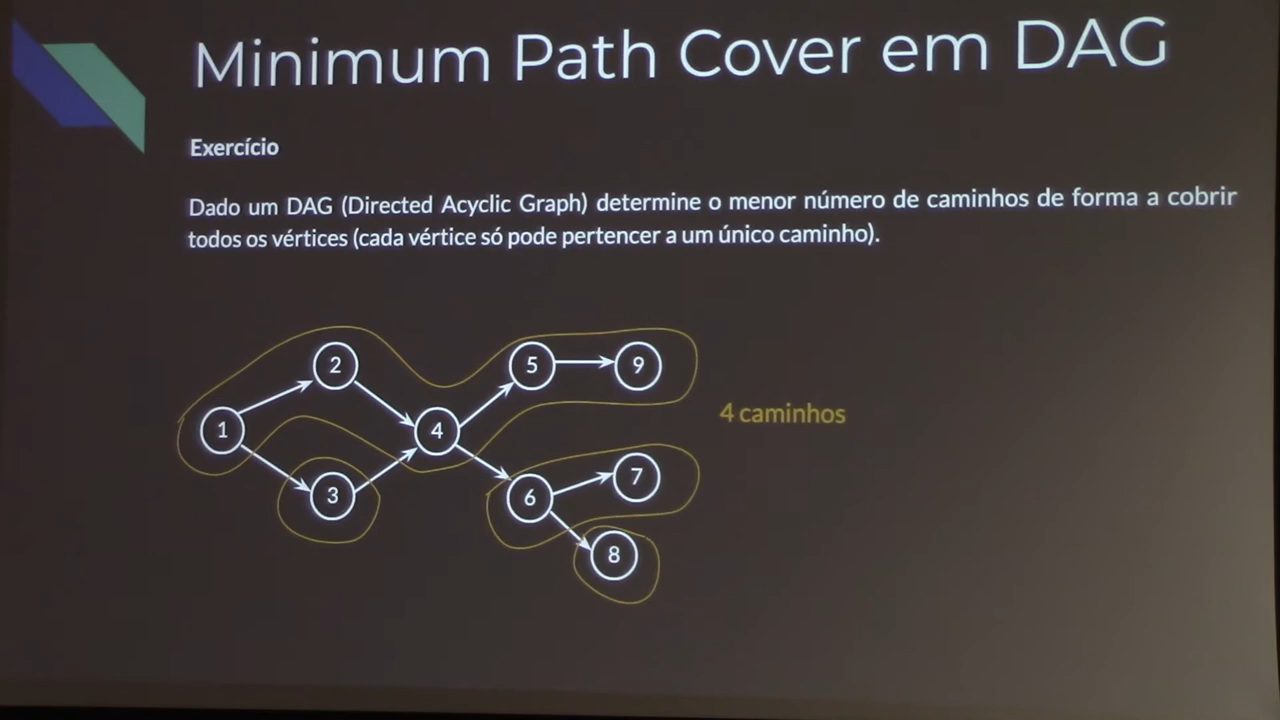 Minimum Path Cover em DAG
Exercício
Dado um DAG (Directed Acyclic Graph) determine o menor número de caminhos de forma a cobrir
todos os vértices (cada vértice só pode pertencer a um único caminho).
2
5
9
1
4
4 caminhos
3
6
7
8